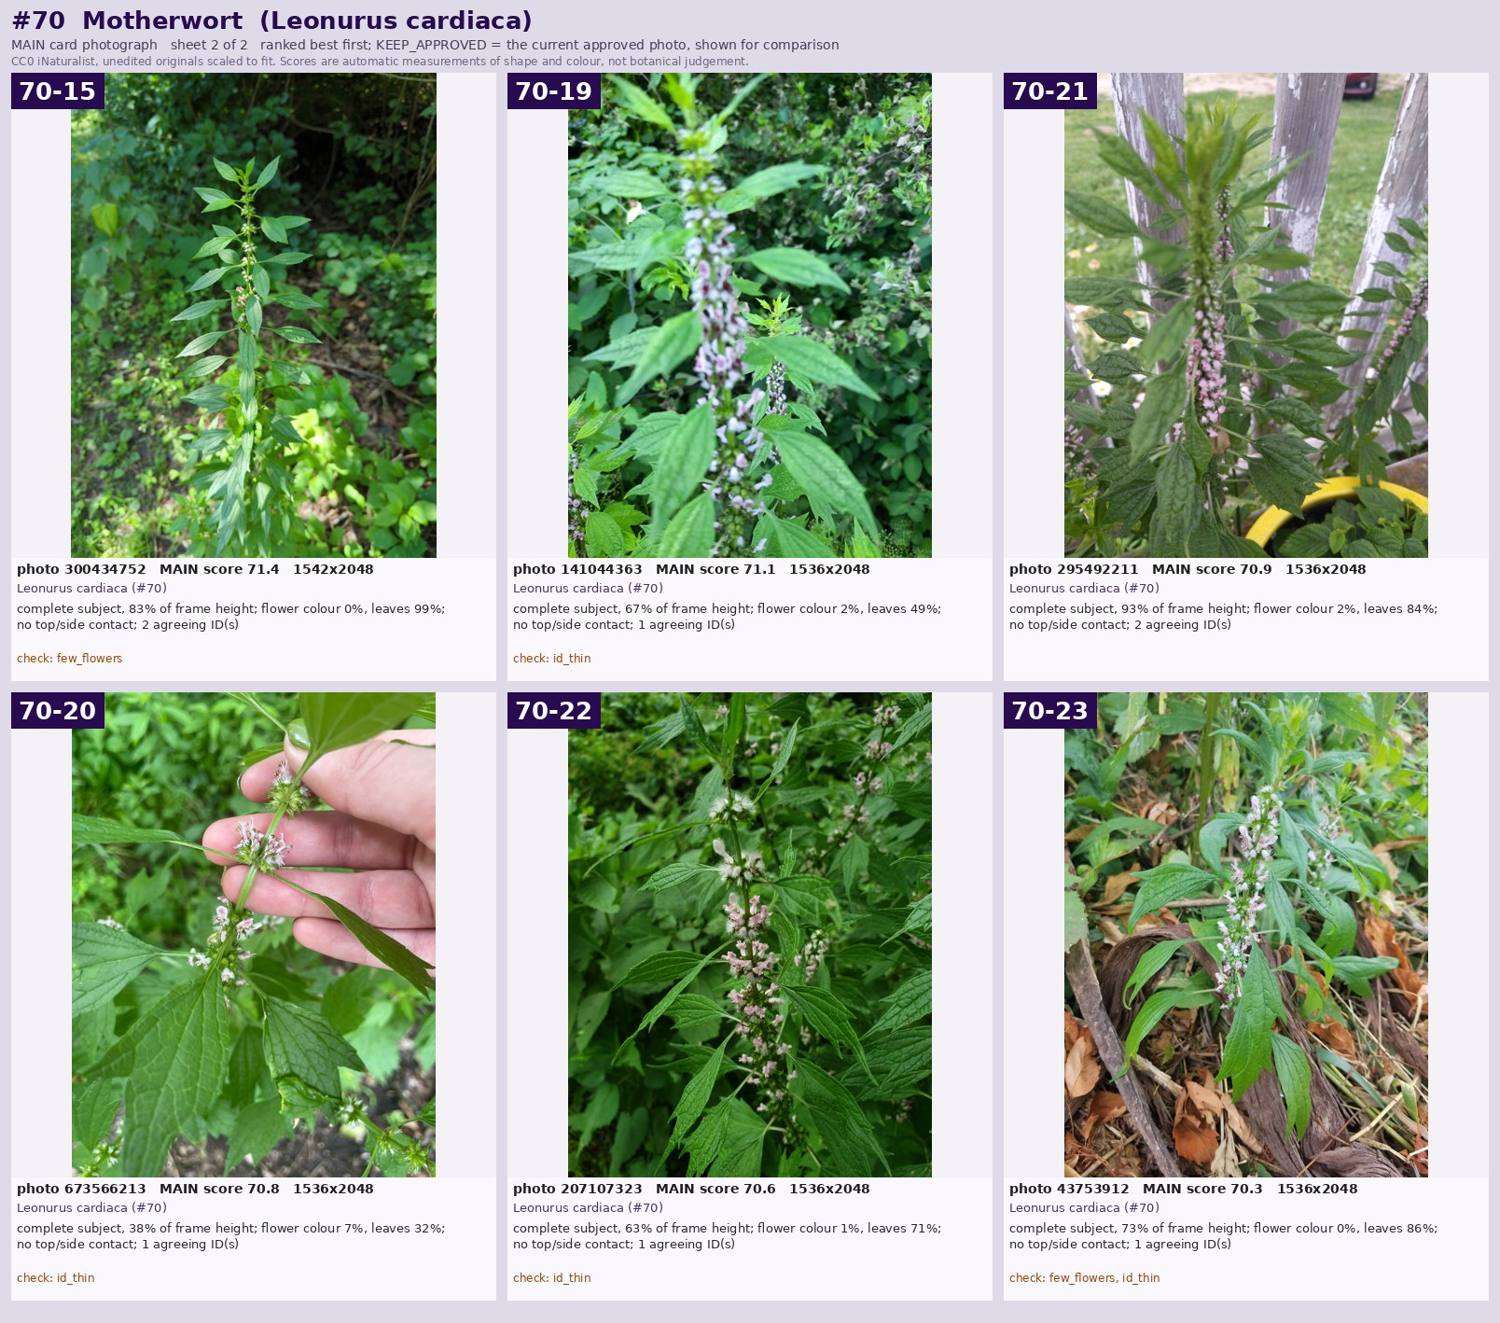 #70 Motherwort (Leonurus cardiaca)
MAIN card photograph sheet 2 of 2 ranked best first; KEEP_APPROVED = the current approved photo, shown for comparison
CC0 iNaturalist, unedited originals scaled to fit. Scores are automatic measurements of shape and colour, not botanical judgement.
70-15
70-19
70-21
photo 300434752 MAIN score 71.4 1542x2048
Leonurus cardiaca (#70)
complete subject, 83% of frame height; flower colour 0%, leaves 99%;
no top/side contact; 2 agreeing ID(s)
check: few_flowers
photo 141044363 MAIN score 71.1 1536x2048
Leonurus cardiaca (#70)
complete subject, 67% of frame height; flower colour 2%, leaves 49%;
no top/side contact; 1 agreeing ID(s)
check: id_thin
photo 295492211 MAIN score 70.9 1536x2048
Leonurus cardiaca (#70)
complete subject, 93% of frame height; flower colour 2%, leaves 84%;
no top/side contact; 2 agreeing ID(s)
70-20
70-22
70-23
photo 673566213 MAIN score 70.8 1536x2048
Leonurus cardiaca (#70)
complete subject, 38% of frame height; flower colour 7%, leaves 32%;
no top/side contact; 1 agreeing ID(s)
check: id_thin
photo 207107323 MAIN score 70.6 1536x2048
Leonurus cardiaca (#70)
complete subject, 63% of frame height; flower colour 1%, leaves 71%;
no top/side contact; 1 agreeing ID(s)
check: id_thin
photo 43753912 MAIN score 70.3 1536x2048
Leonurus cardiaca (#70)
complete subject, 73% of frame height; flower colour 0%, leaves 86%;
no top/side contact; 1 agreeing ID(s)
check: few_flowers, id_thin